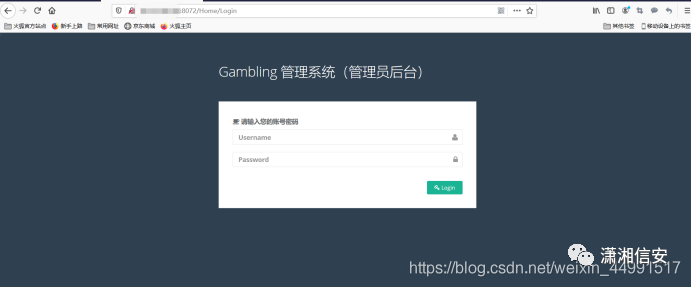 8072/Home/Login
火狐官方站点 新手上路 常用网址 京东商城 火狐主页 其他书签 移动设备上的书签
Gambling 管理系统（管理员后台）
请输入您的账号密码
Username
Password
Login
潇湘信安
https://blog.csdn.net/weixin_44991517